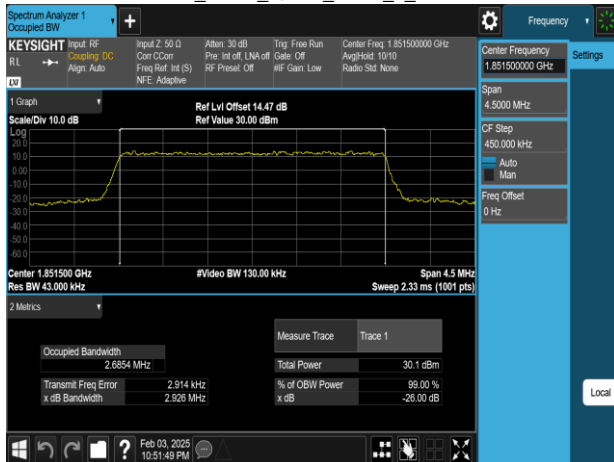 Spectrum Analyzer 1
Occupied BW
+
Frequency
KEYSIGHT
RL
Input: RF
Coupling: DC
Align: Auto
Input Z: 50 Ω
Corr CCorr
Freq Ref: Int (S)
NFE: Adaptive
Atten: 30 dB
Pre: Int off, LNA off
RF Presel: Off
Trig: Free Run
Gate: Off
#IF Gain: Low
Center Freq: 1.851500000 GHz
Avg|Hold: 10/10
Radio Std: None
Center Frequency
1.851500000 GHz
Settings
Span
4.5000 MHz
CF Step
450.000 kHz
Auto
Man
Freq Offset
0 Hz
1 Graph
Scale/Div 10.0 dB
Ref Lvl Offset 14.47 dB
Ref Value 30.00 dBm
Log
20.0
10.0
0.00
-10.0
-20.0
-30.0
-40.0
-50.0
-60.0
Center 1.851500 GHz
#Video BW 130.00 kHz
Span 4.5 MHz
Res BW 43.000 kHz
Sweep 2.33 ms (1001 pts)
2 Metrics
Measure Trace
Trace 1
Occupied Bandwidth
2.6854 MHz
Total Power
30.1 dBm
Transmit Freq Error
2.914 kHz
% of OBW Power
99.00 %
x dB Bandwidth
2.926 MHz
x dB
-26.00 dB
Local
?
Feb 03, 2025
10:51:49 PM